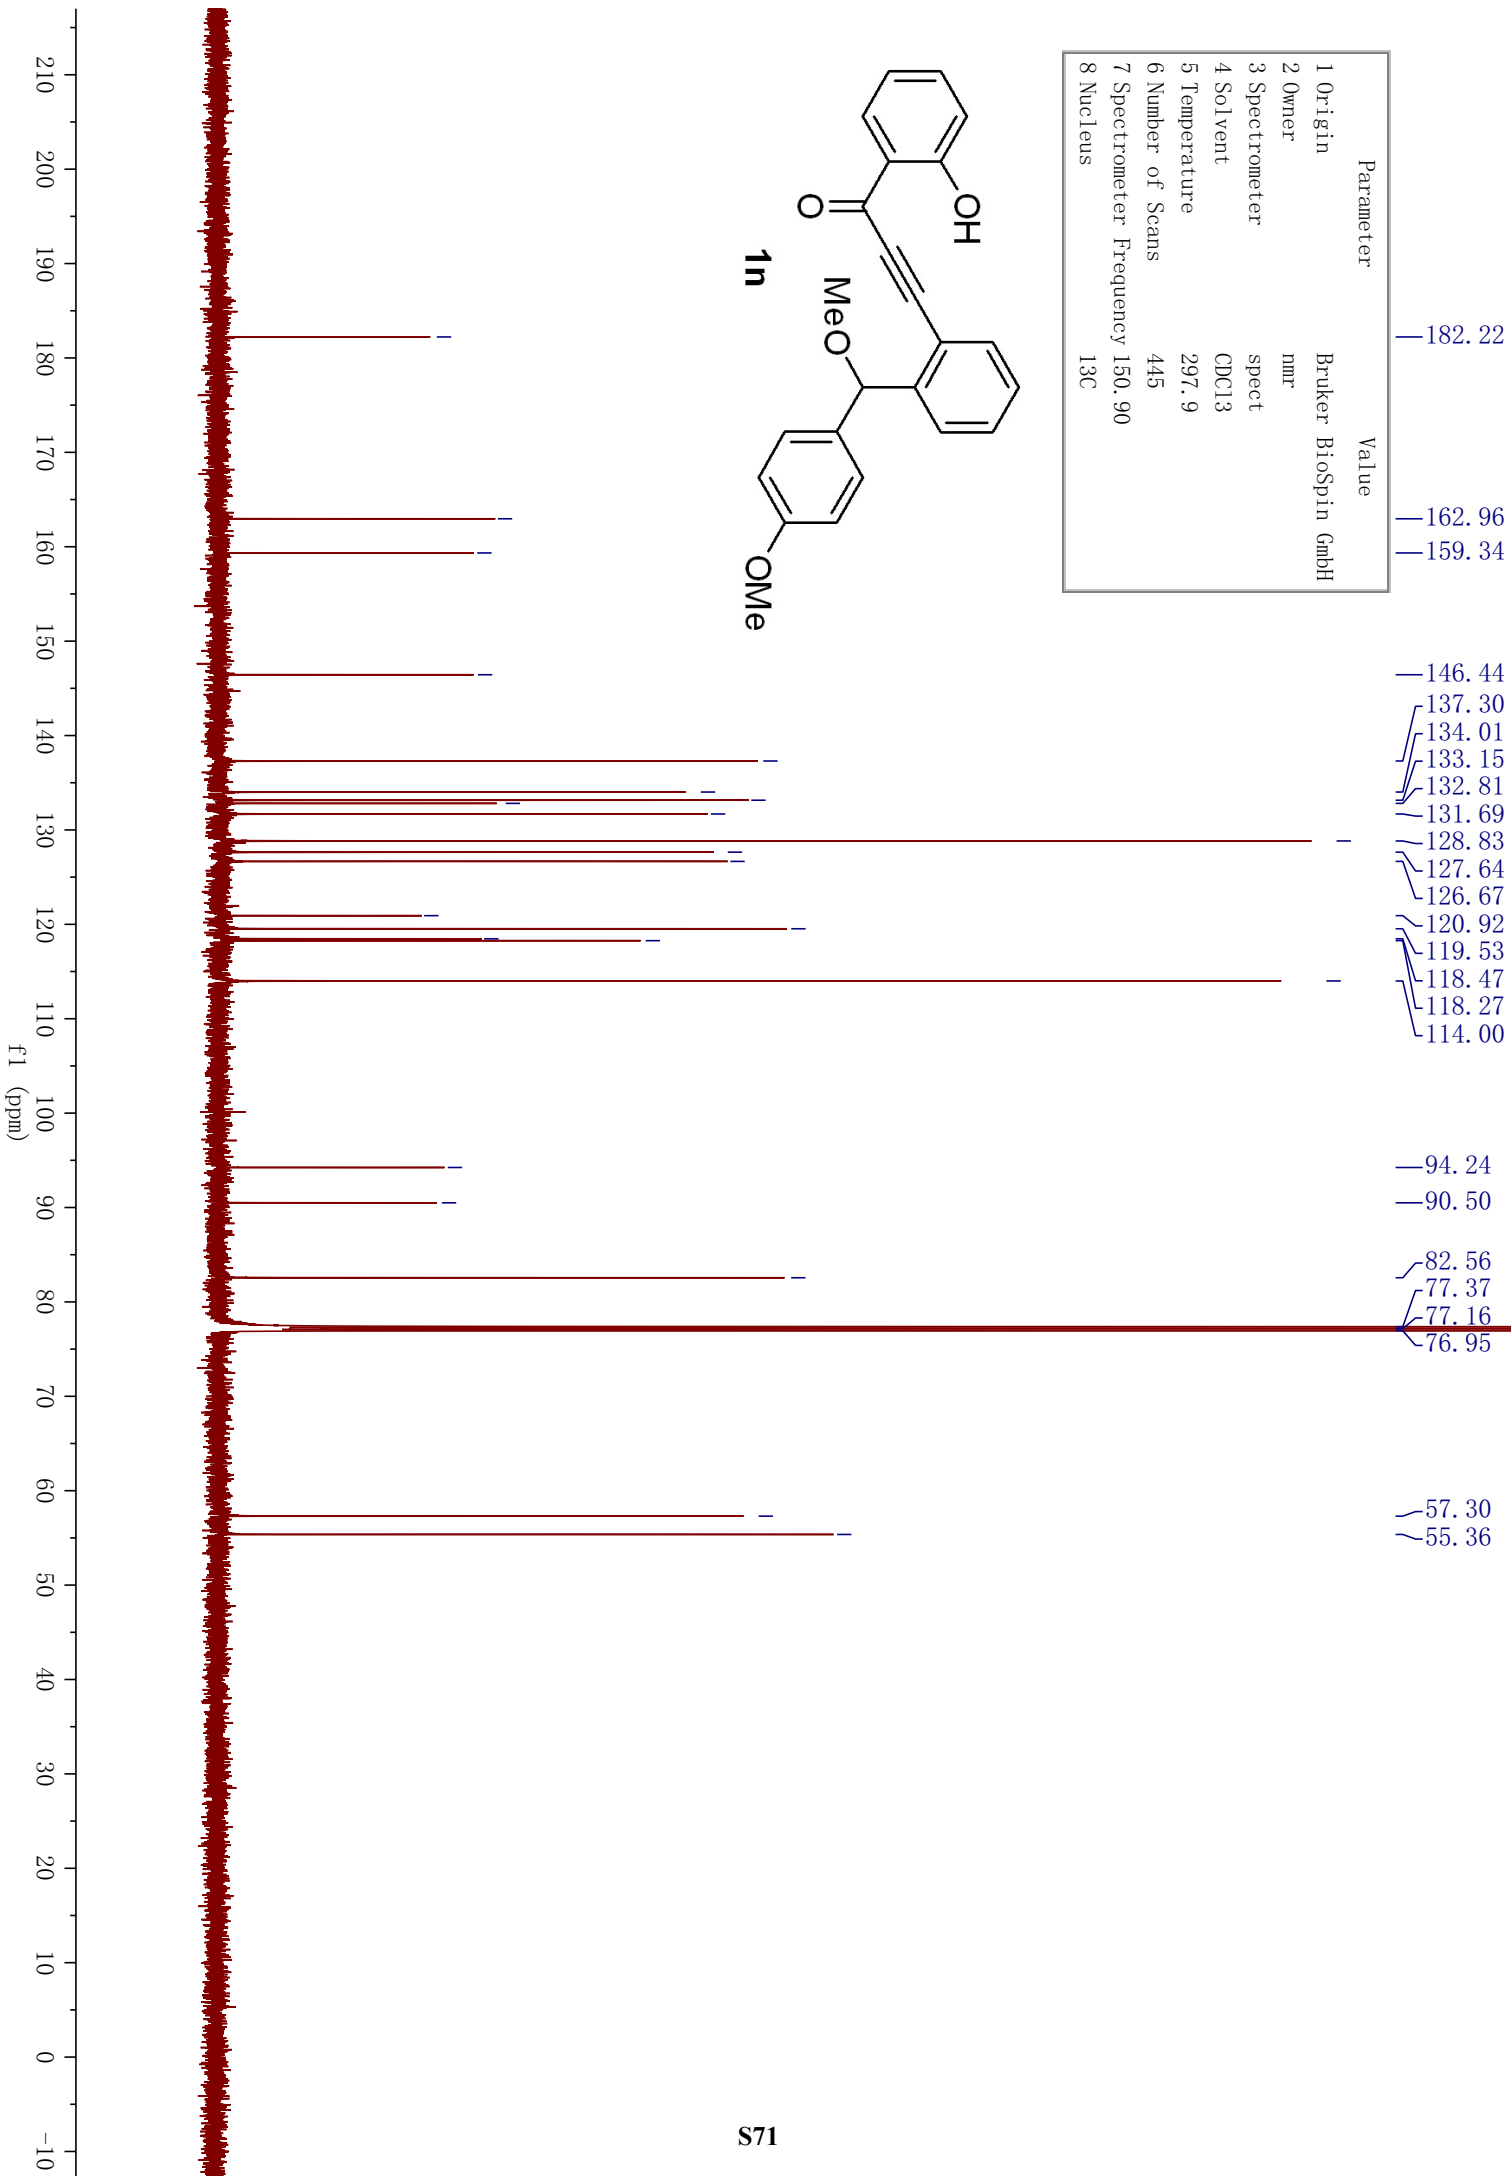 Parameter Value
1 Origin Bruker BioSpin GmbH
2 Owner nmr
3 Spectrometer spect
4 Solvent CDCl3
5 Temperature 297.9
6 Number of Scans 445
7 Spectrometer Frequency 150.90
8 Nucleus 13C
182.22
162.96
159.34
146.44
137.30
134.01
133.15
132.81
131.69
128.83
127.64
126.67
120.92
119.53
118.47
118.27
114.00
94.24
90.50
82.56
77.37
77.16
76.95
57.30
55.36
OH
O
MeO
OMe
1n
210 200 190 180 170 160 150 140 130 120 110 100 90 80 70 60 50 40 30 20 10 0 -10
f1 (ppm)
S71